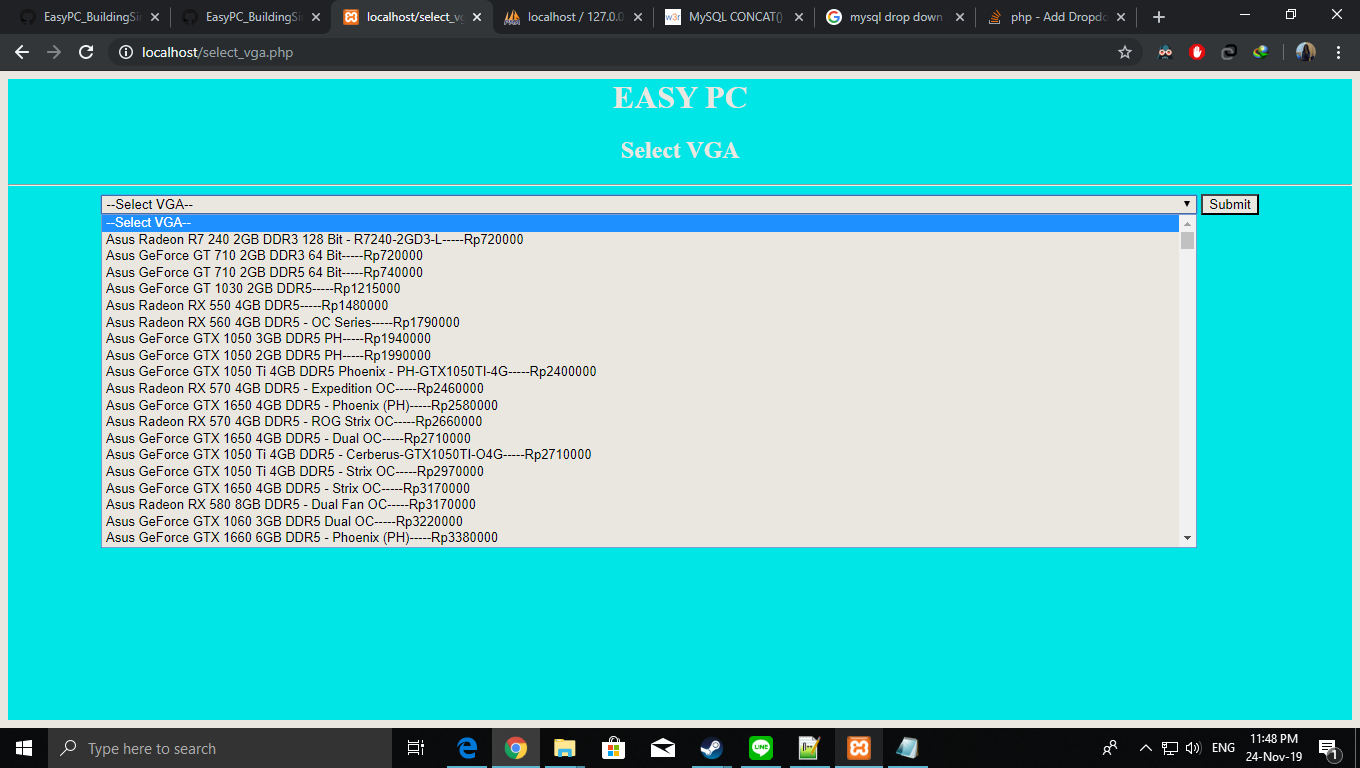 EasyPC_BuildingSi
EasyPC_BuildingSi
localhost/select_vg
localhost / 127.0.0
w3r
MySQL CONCAT()
mysql drop down
php - Add Dropdo
localhost/select_vga.php
EASY PC
Select VGA
--Select VGA--
Submit
--Select VGA--
Asus Radeon R7 240 2GB DDR3 128 Bit - R7240-2GD3-L-----Rp720000
Asus GeForce GT 710 2GB DDR3 64 Bit-----Rp720000
Asus GeForce GT 710 2GB DDR5 64 Bit-----Rp740000
Asus GeForce GT 1030 2GB DDR5-----Rp1215000
Asus Radeon RX 550 4GB DDR5-----Rp1480000
Asus Radeon RX 560 4GB DDR5 - OC Series-----Rp1790000
Asus GeForce GTX 1050 3GB DDR5 PH-----Rp1940000
Asus GeForce GTX 1050 2GB DDR5 PH-----Rp1990000
Asus GeForce GTX 1050 Ti 4GB DDR5 Phoenix - PH-GTX1050TI-4G-----Rp2400000
Asus Radeon RX 570 4GB DDR5 - Expedition OC-----Rp2460000
Asus GeForce GTX 1650 4GB DDR5 - Phoenix (PH)-----Rp2580000
Asus Radeon RX 570 4GB DDR5 - ROG Strix OC-----Rp2660000
Asus GeForce GTX 1650 4GB DDR5 - Dual OC-----Rp2710000
Asus GeForce GTX 1050 Ti 4GB DDR5 - Cerberus-GTX1050TI-O4G-----Rp2710000
Asus GeForce GTX 1050 Ti 4GB DDR5 - Strix OC-----Rp2970000
Asus GeForce GTX 1650 4GB DDR5 - Strix OC-----Rp3170000
Asus Radeon RX 580 8GB DDR5 - Dual Fan OC-----Rp3170000
Asus GeForce GTX 1060 3GB DDR5 Dual OC-----Rp3220000
Asus GeForce GTX 1660 6GB DDR5 - Phoenix (PH)-----Rp3380000
Type here to search
LINE
ENG
11:48 PM
24-Nov-19
1